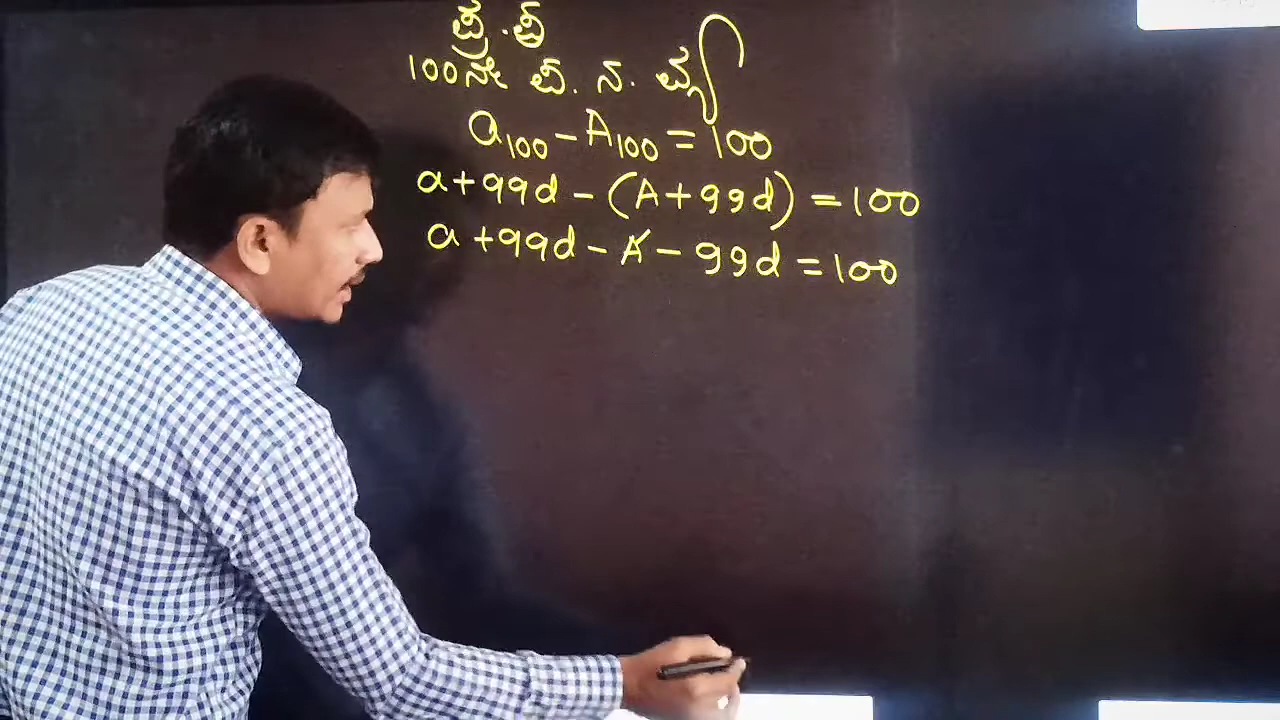 ಪ್ರ.ಪ್ರ
100ನೇ ಪ. ನ. ವ್ಯ
a₁₀₀ - A₁₀₀ = 100
a+99d - (A+99d) = 100
a +99d - A - 99d = 100